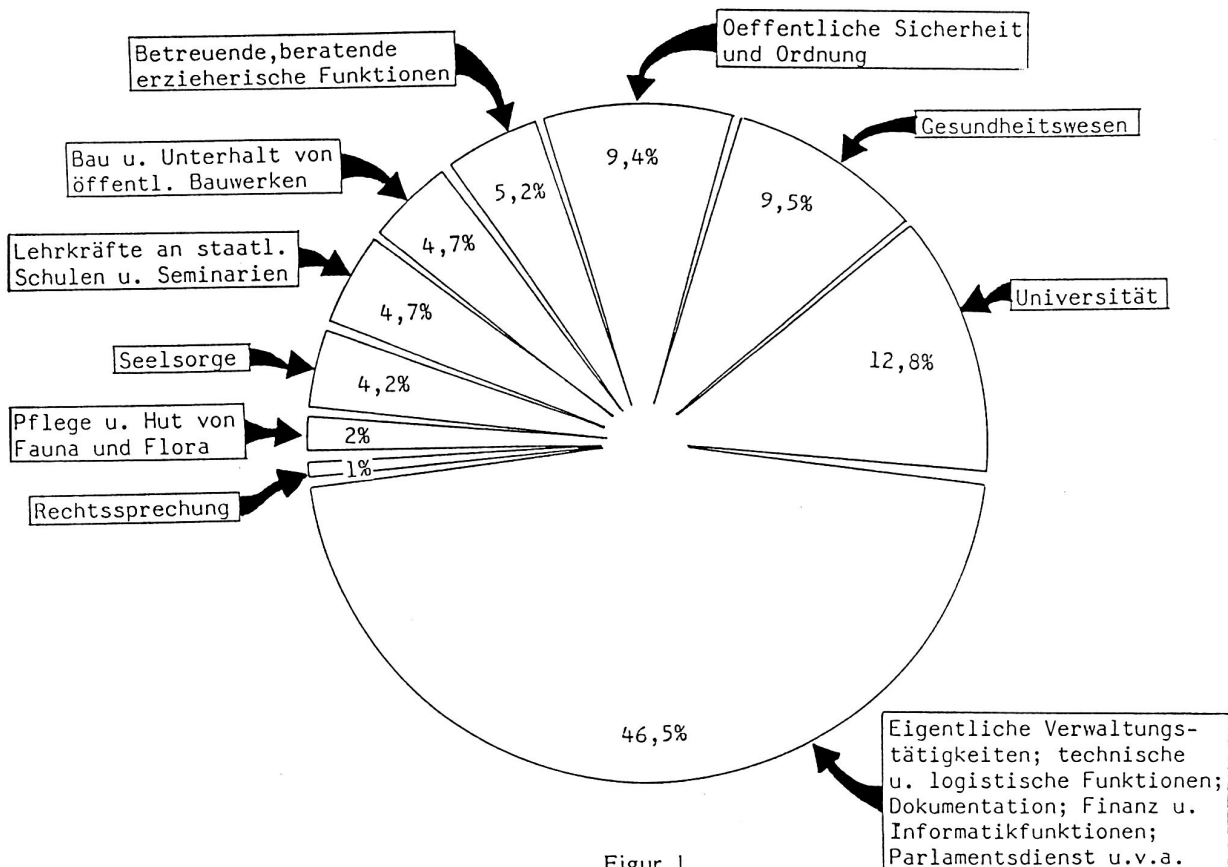 Oeffentliche Sicherheit
und Ordnung
Betreuende,beratende
erzieherische Funktionen
Gesundheitswesen
Bau u. Unterhalt von
öffentl. Bauwerken
Lehrkräfte an staatl.
Schulen u. Seminarien
Universität
Seelsorge
Pflege u. Hut von
Fauna und Flora
Rechtssprechung
9,4%
9,5%
5,2%
4,7%
4,7%
12,8%
4,2%
2%
1%
46,5%
Eigentliche Verwaltungs-
tätigkeiten; technische
u. logistische Funktionen;
Dokumentation; Finanz u.
Informatikfunktionen;
Parlamentsdienst u.v.a.
Figur 1